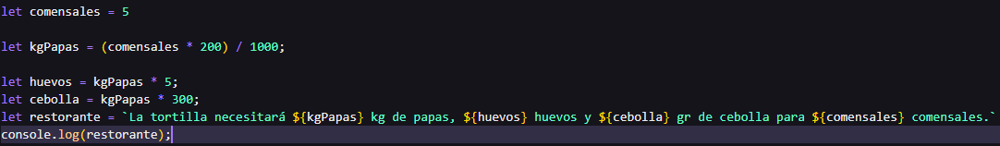 let comensales = 5
let kgPapas = (comensales * 200) / 1000;
let huevos = kgPapas * 5;
let cebolla = kgPapas * 300;
let restorante = `La tortilla necesitará ${kgPapas} kg de papas, ${huevos} huevos y ${cebolla} gr de cebolla para ${comensales} comensales.`
console.log(restorante);